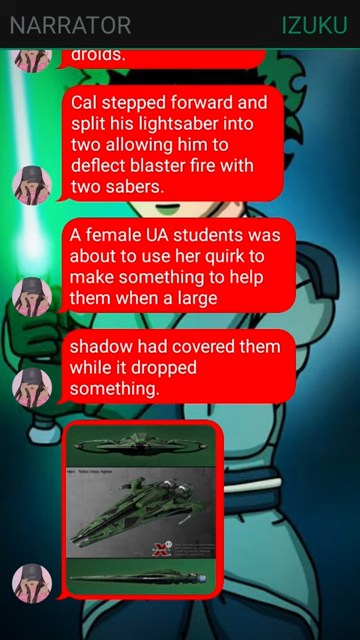 NARRATOR
IZUKU
droids.
Cal stepped forward and
split his lightsaber into
two allowing him to
deflect blaster fire with
two sabers.
A female UA students was
about to use her quirk to
make something to help
them when a large
shadow had covered them
while it dropped
something.